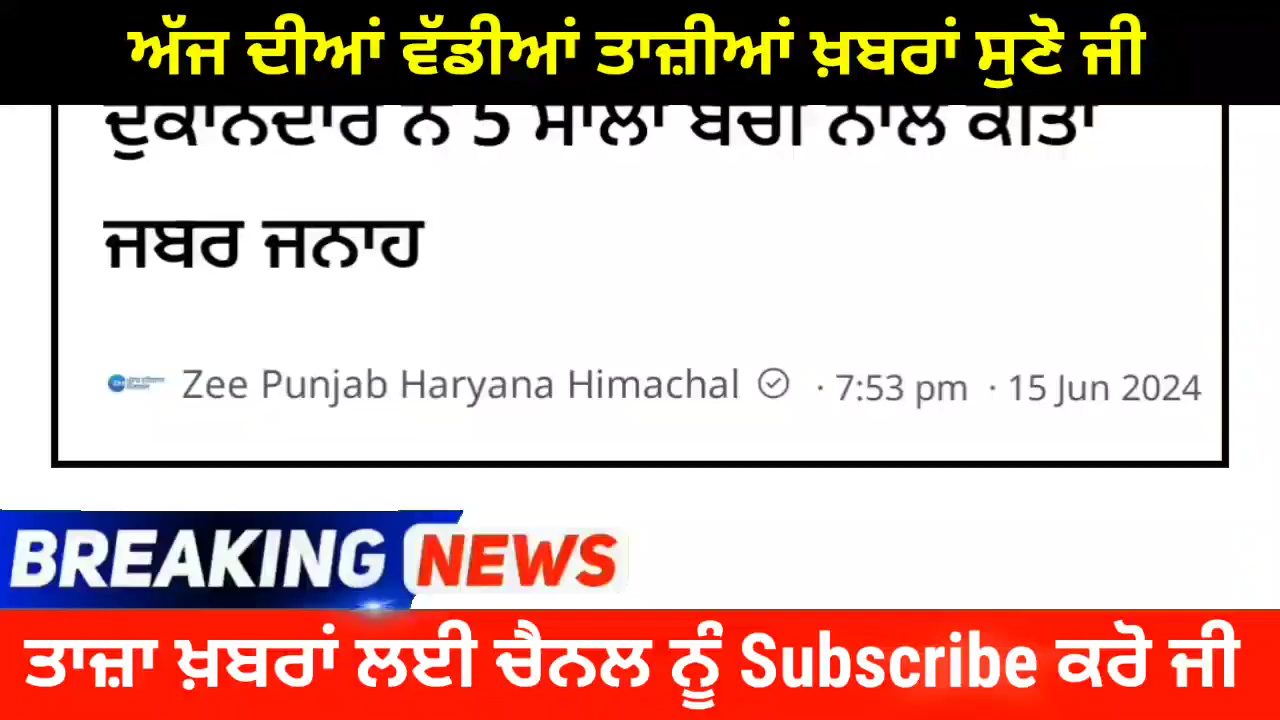 ਅੱਜ ਦੀਆਂ ਵੱਡੀਆਂ ਤਾਜ਼ੀਆਂ ਖ਼ਬਰਾਂ ਸੁਣੋ ਜੀ
ਦੁਕਾਨਦਾਰ ਨੇ 5 ਸਾਲਾ ਬੱਚੀ ਨਾਲ ਕੀਤਾ
ਜਬਰ ਜਨਾਹ
Zee Punjab Haryana Himachal · 7:53 pm · 15 Jun 2024
BREAKING NEWS
ਤਾਜ਼ਾ ਖ਼ਬਰਾਂ ਲਈ ਚੈਨਲ ਨੂੰ Subscribe ਕਰੋ ਜੀ